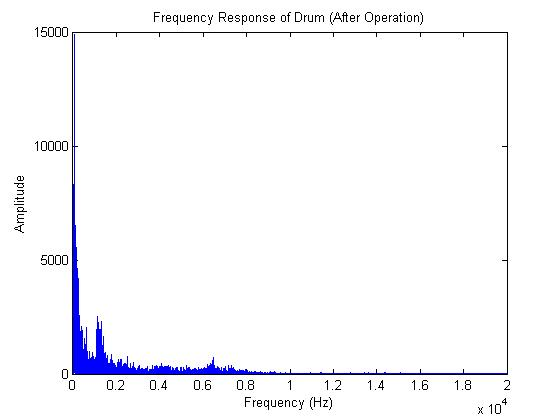 Frequency Response of Drum (After Operation)
15000
10000
5000
0
Amplitude
0 0.2 0.4 0.6 0.8 1 1.2 1.4 1.6 1.8 2
Frequency (Hz)
x 10^4